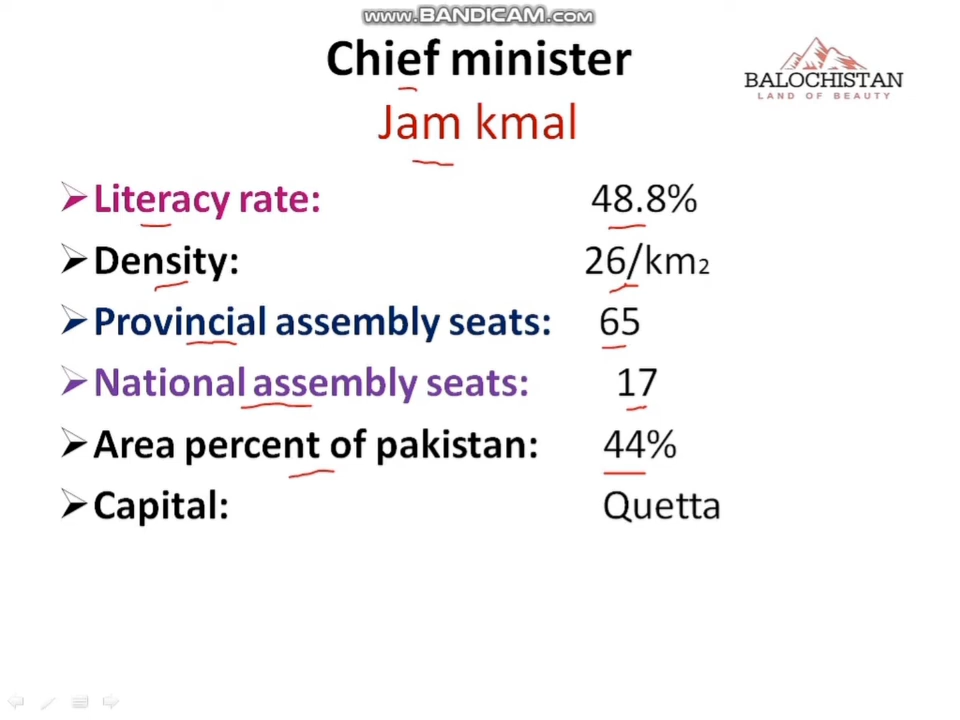 www.BANDICAM.com
Chief minister
BALOCHISTAN
LAND OF BEAUTY
Jam kmal
Literacy rate: 48.8%
Density: 26/km2
Provincial assembly seats: 65
National assembly seats: 17
Area percent of pakistan: 44%
Capital: Quetta